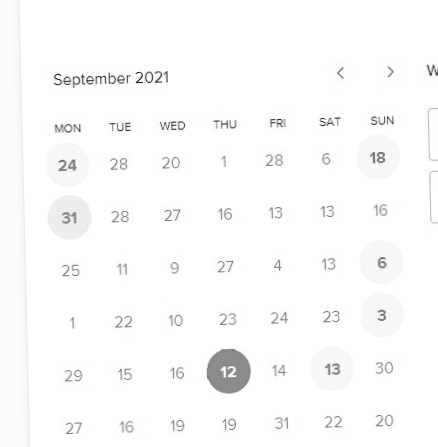 September 2021 < > W
MON TUE WED THU FRI SAT SUN
24 28 20 1 28 6 18
31 28 27 16 13 13 16
25 11 9 27 4 13 6
1 22 10 23 24 23 3
29 15 16 12 14 13 30
27 16 19 19 31 22 20